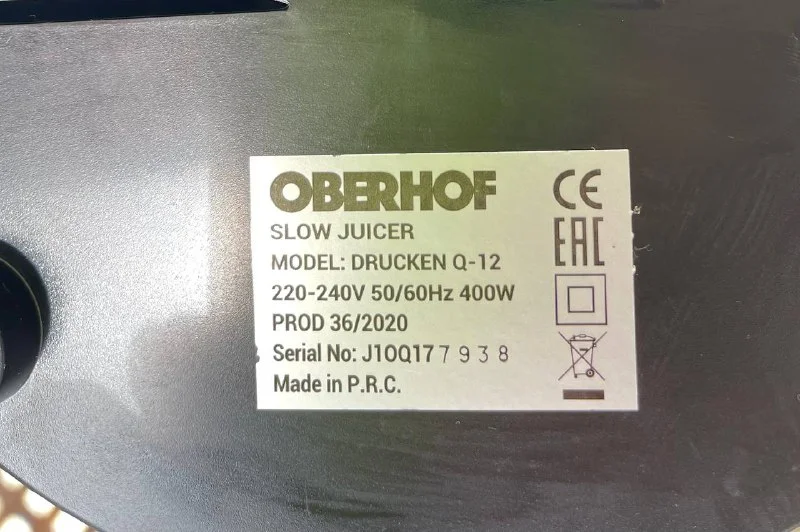 OBERHOF
SLOW JUICER
MODEL: DRUCKEN Q-12
220-240V 50/60Hz 400W
PROD 36/2020
Serial No: J10Q177938
Made in P.R.C.
CE
EAC